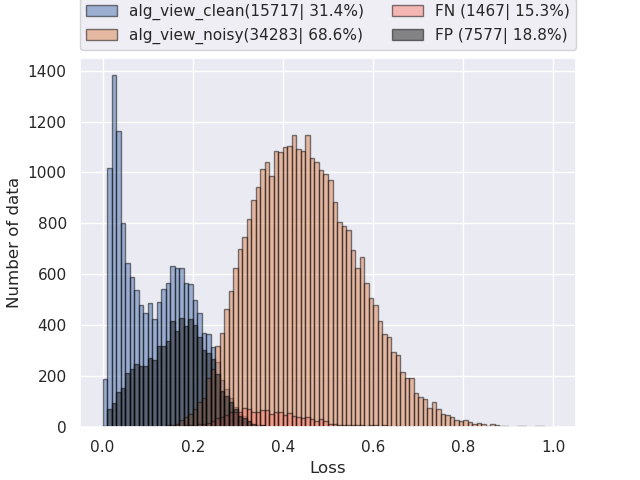 alg_view_clean(15717| 31.4%)
FN (1467| 15.3%)
alg_view_noisy(34283| 68.6%)
FP (7577| 18.8%)
1400
1200
1000
800
600
400
200
0
Number of data
0.0 0.2 0.4 0.6 0.8 1.0
Loss